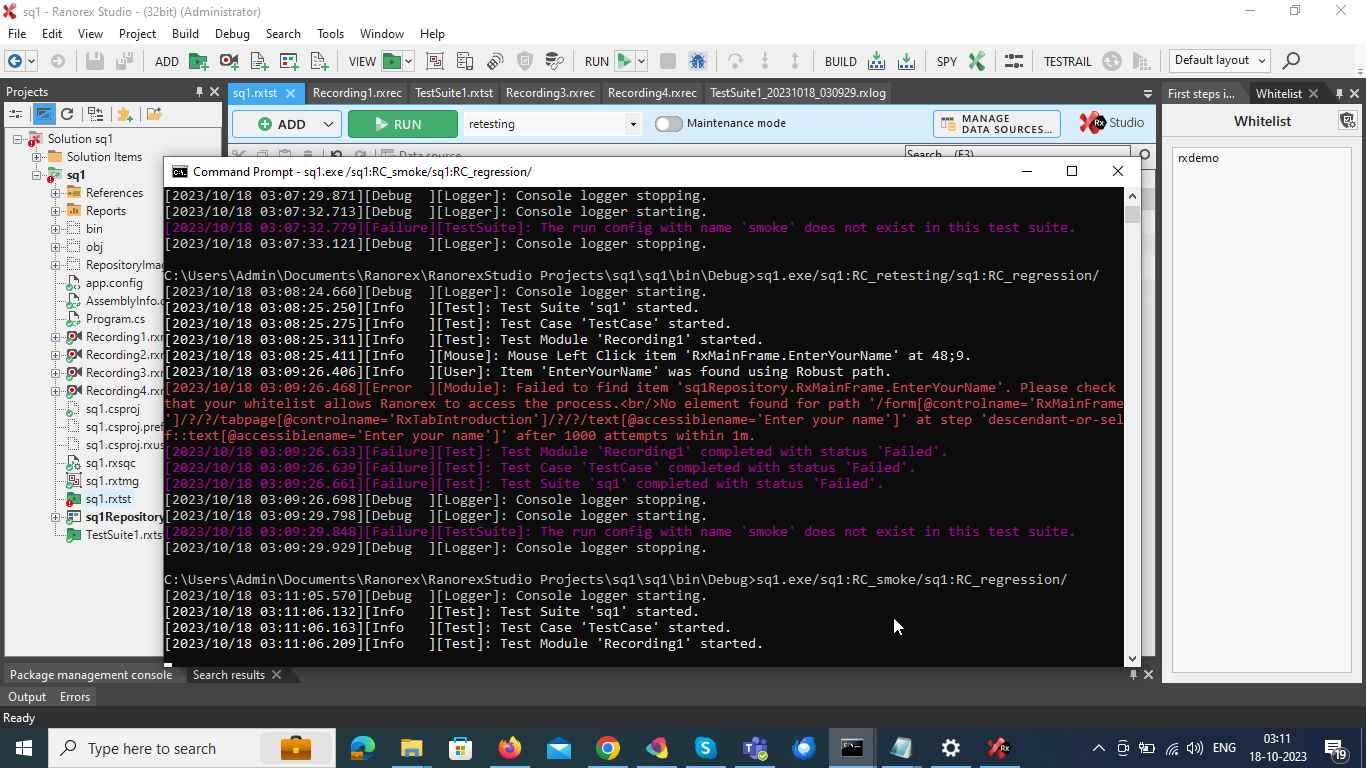 sq1 - Ranorex Studio - (32bit) (Administrator)
File Edit View Project Build Debug Search Tools Window Help
ADD VIEW RUN BUILD SPY TESTRAIL Default layout
Projects
sq1.rxtst Recording1.rxrec TestSuite1.rxtst Recording3.rxrec Recording4.rxrec TestSuite1_20231018_030929.rxlog
First steps i... Whitelist
ADD RUN retesting Maintenance mode MANAGE DATA SOURCES... Rx Studio
Whitelist
rxdemo
Data source
Search (F3)
Solution sq1
Solution Items
sq1
References
Reports
bin
obj
RepositoryImag
app.config
AssemblyInfo.c
Program.cs
Recording1.rxr
Recording2.rxr
Recording3.rxr
Recording4.rxr
sq1.csproj
sq1.csproj.pref
sq1.csproj.rxus
sq1.rxsqc
sq1.rxtmg
sq1.rxtst
sq1Repository
TestSuite1.rxts
Command Prompt - sq1.exe /sq1:RC_smoke/sq1:RC_regression/
[2023/10/18 03:07:29.871][Debug  ][Logger]: Console logger stopping.
[2023/10/18 03:07:32.713][Debug  ][Logger]: Console logger starting.
[2023/10/18 03:07:32.779][Failure][TestSuite]: The run config with name 'smoke' does not exist in this test suite.
[2023/10/18 03:07:33.121][Debug  ][Logger]: Console logger stopping.
C:\Users\Admin\Documents\Ranorex\RanorexStudio Projects\sq1\sq1\bin\Debug>sq1.exe/sq1:RC_retesting/sq1:RC_regression/
[2023/10/18 03:08:24.660][Debug  ][Logger]: Console logger starting.
[2023/10/18 03:08:25.250][Info   ][Test]: Test Suite 'sq1' started.
[2023/10/18 03:08:25.275][Info   ][Test]: Test Case 'TestCase' started.
[2023/10/18 03:08:25.311][Info   ][Test]: Test Module 'Recording1' started.
[2023/10/18 03:08:25.411][Info   ][Mouse]: Mouse Left Click item 'RxMainFrame.EnterYourName' at 48;9.
[2023/10/18 03:09:26.406][Info   ][User]: Item 'EnterYourName' was found using Robust path.
[2023/10/18 03:09:26.468][Error  ][Module]: Failed to find item 'sq1Repository.RxMainFrame.EnterYourName'. Please check
that your whitelist allows Ranorex to access the process.<br/>No element found for path '/form[@controlname='RxMainFrame
']/?/?/tabpage[@controlname='RxTabIntroduction']/?/?/text[@accessiblename='Enter your name']' at step 'descendant-or-sel
f::text[@accessiblename='Enter your name']' after 1000 attempts within 1m.
[2023/10/18 03:09:26.633][Failure][Test]: Test Module 'Recording1' completed with status 'Failed'.
[2023/10/18 03:09:26.639][Failure][Test]: Test Case 'TestCase' completed with status 'Failed'.
[2023/10/18 03:09:26.661][Failure][Test]: Test Suite 'sq1' completed with status 'Failed'.
[2023/10/18 03:09:26.698][Debug  ][Logger]: Console logger stopping.
[2023/10/18 03:09:29.798][Debug  ][Logger]: Console logger starting.
[2023/10/18 03:09:29.848][Failure][TestSuite]: The run config with name 'smoke' does not exist in this test suite.
[2023/10/18 03:09:29.929][Debug  ][Logger]: Console logger stopping.
C:\Users\Admin\Documents\Ranorex\RanorexStudio Projects\sq1\sq1\bin\Debug>sq1.exe/sq1:RC_smoke/sq1:RC_regression/
[2023/10/18 03:11:05.570][Debug  ][Logger]: Console logger starting.
[2023/10/18 03:11:06.132][Info   ][Test]: Test Suite 'sq1' started.
[2023/10/18 03:11:06.163][Info   ][Test]: Test Case 'TestCase' started.
[2023/10/18 03:11:06.209][Info   ][Test]: Test Module 'Recording1' started.
Package management console Search results
Output Errors
Ready
Type here to search
ENG
03:11
18-10-2023
19